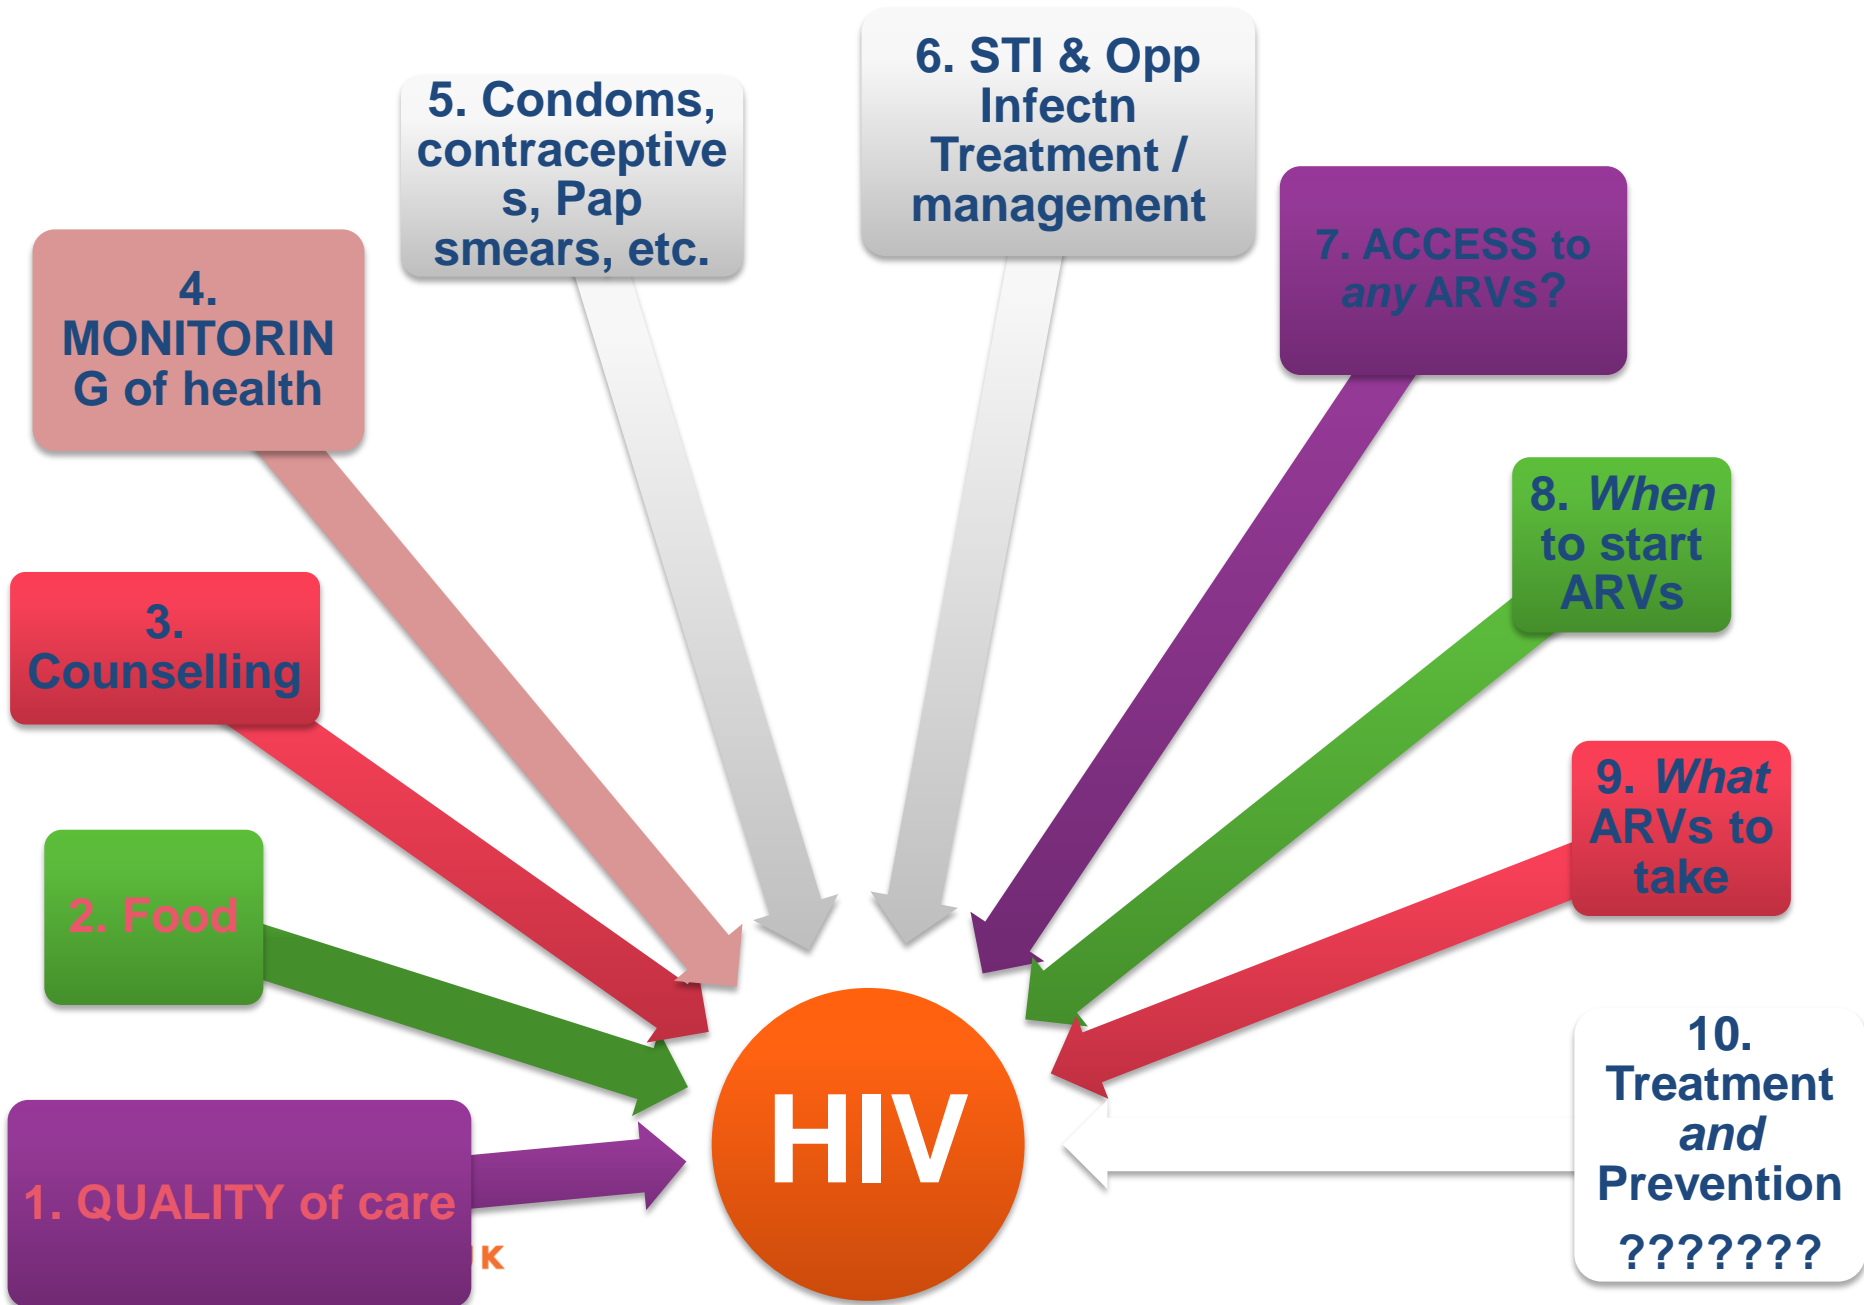 1. QUALITY of care
2. Food
3.
Counselling
4.
MONITORIN
G of health
5. Condoms,
contraceptive
s, Pap
smears, etc.
6. STI & Opp
Infectn
Treatment /
management
7. ACCESS to
any ARVs?
8. When
to start
ARVs
9. What
ARVs to
take
10.
Treatment
and
Prevention
???????
HIV